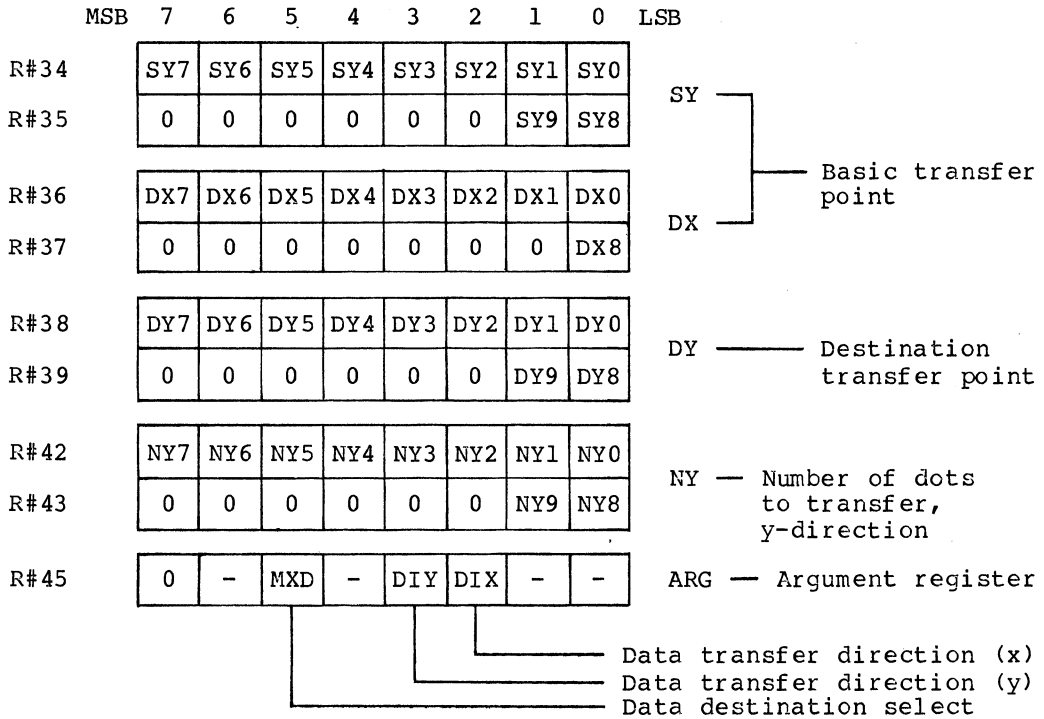 MSB 7 6 5 4 3 2 1 0 LSB
R#34 SY7 SY6 SY5 SY4 SY3 SY2 SY1 SY0
SY
R#35 0 0 0 0 0 0 SY9 SY8
Basic transfer
point
R#36 DX7 DX6 DX5 DX4 DX3 DX2 DX1 DX0
DX
R#37 0 0 0 0 0 0 0 DX8
R#38 DY7 DY6 DY5 DY4 DY3 DY2 DY1 DY0
DY Destination
transfer point
R#39 0 0 0 0 0 0 DY9 DY8
R#42 NY7 NY6 NY5 NY4 NY3 NY2 NY1 NY0
NY — Number of dots
to transfer,
y-direction
R#43 0 0 0 0 0 0 NY9 NY8
R#45 0 - MXD - DIY DIX - - ARG — Argument register
Data transfer direction (x)
Data transfer direction (y)
Data destination select